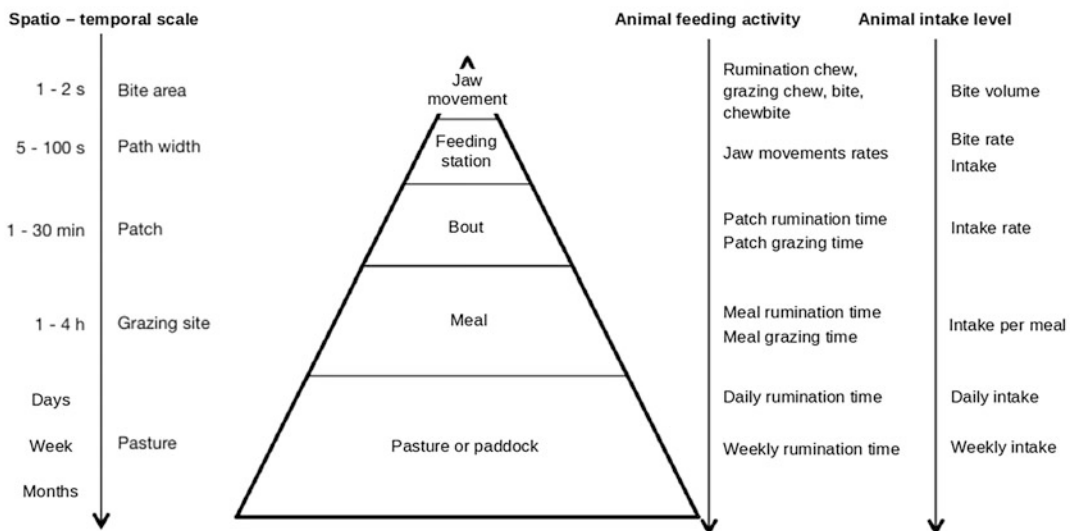 Spatio – temporal scale
Animal feeding activity
Animal intake level
1 - 2 s
Bite area
Jaw
movement
Rumination chew,
grazing chew, bite,
chewbite
Bite volume
5 - 100 s
Path width
Feeding
station
Jaw movements rates
Bite rate
Intake
1 - 30 min
Patch
Bout
Patch rumination time
Patch grazing time
Intake rate
1 - 4 h
Grazing site
Meal
Meal rumination time
Meal grazing time
Intake per meal
Days
Daily rumination time
Daily intake
Week
Pasture
Pasture or paddock
Weekly rumination time
Weekly intake
Months